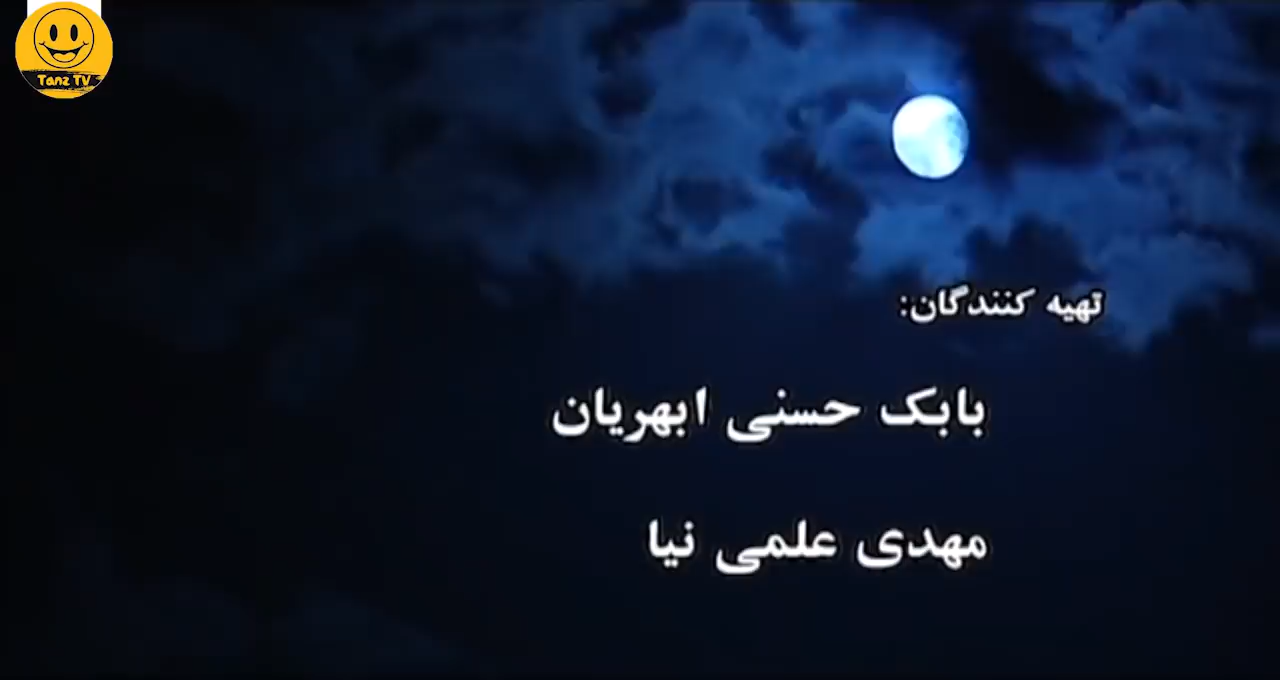 Tanz TV
تهیه کنندگان:
بابک حسنی ابهریان
مهدی علمی نیا